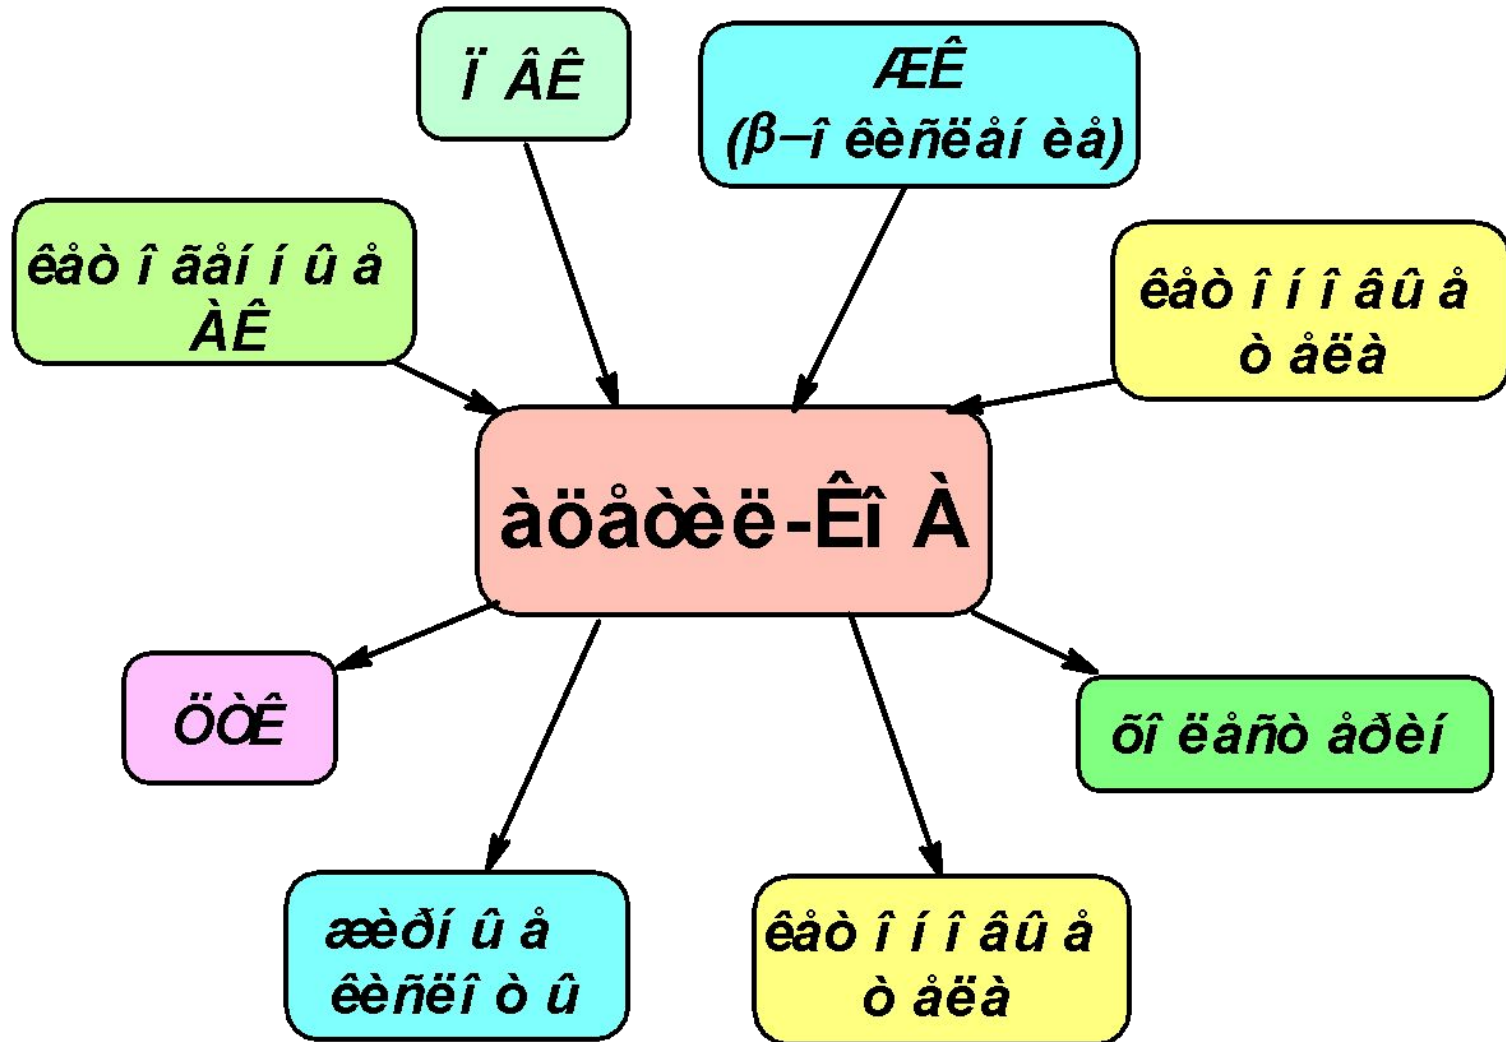 Ï ÂÊ
ÆÊ
(β–î êèñëåí èå)
êåò î ãåí í û å
ÀÊ
êåò î í î âû å
ò åëà
àöåòèë-Êî À
ÖÒÊ
õî ëåñò åðèí
æèðí û å
êèñëî ò û
êåò î í î âû å
ò åëà